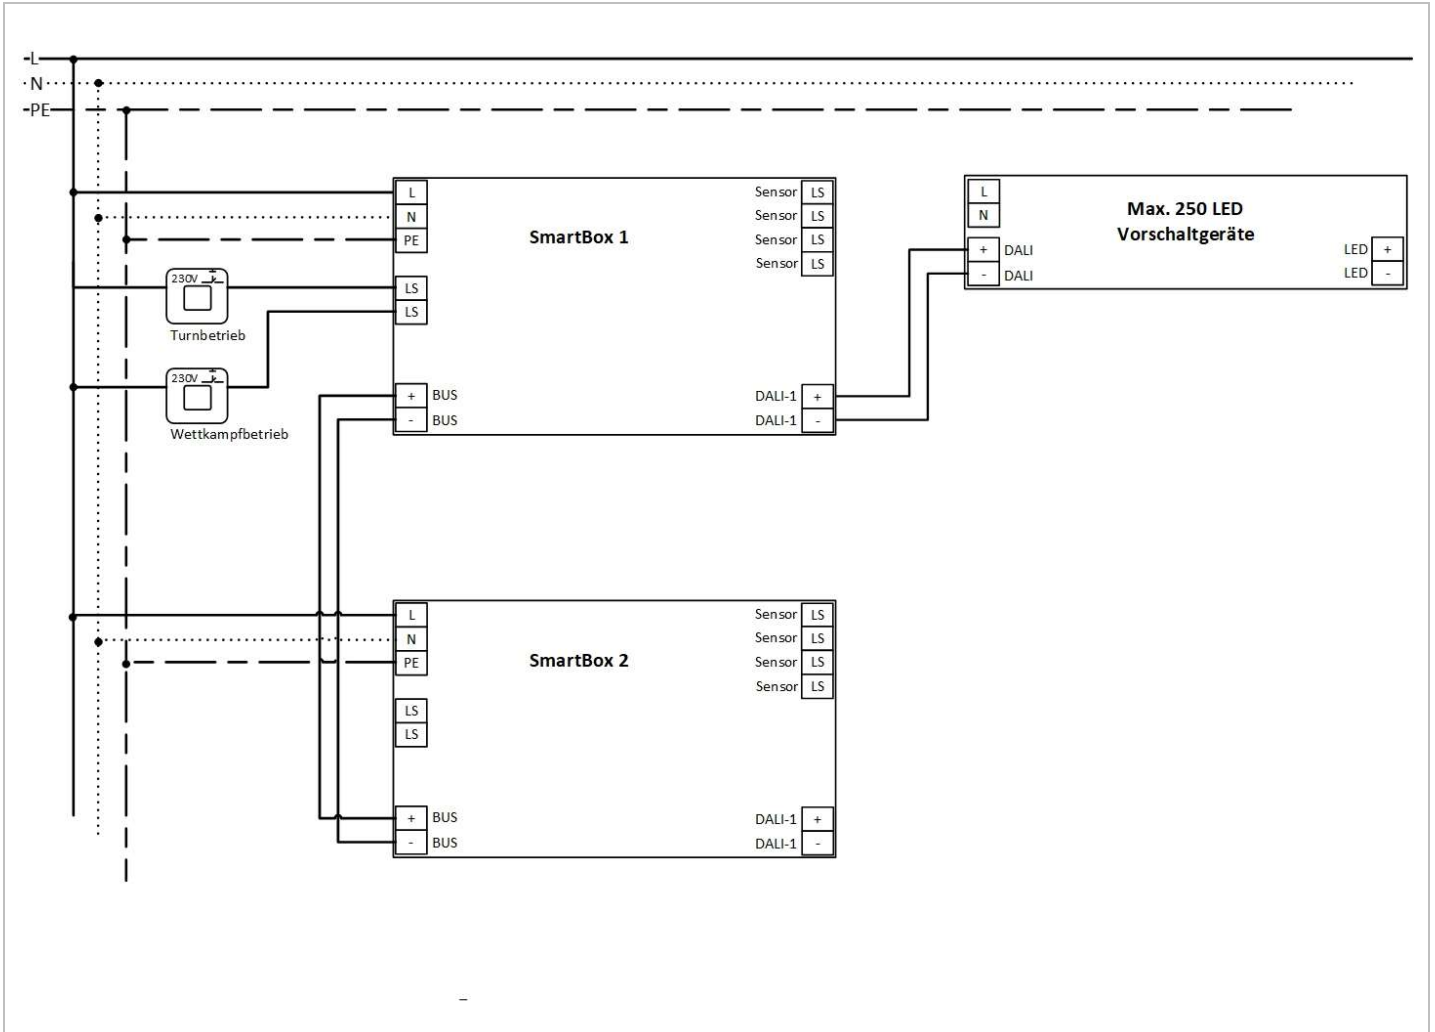 L
N
PE
L
N
PE
SmartBox 1
Sensor LS
Sensor LS
Sensor LS
Sensor LS
L
N
Max. 250 LED
Vorschaltgeräte
+ DALI
- DALI
LED +
LED -
230V
Turnbetrieb
LS
LS
230V
Wettkampfbetrieb
+ BUS
- BUS
DALI-1 +
DALI-1 -
L
N
PE
SmartBox 2
Sensor LS
Sensor LS
Sensor LS
Sensor LS
LS
LS
+ BUS
- BUS
DALI-1 +
DALI-1 -
–